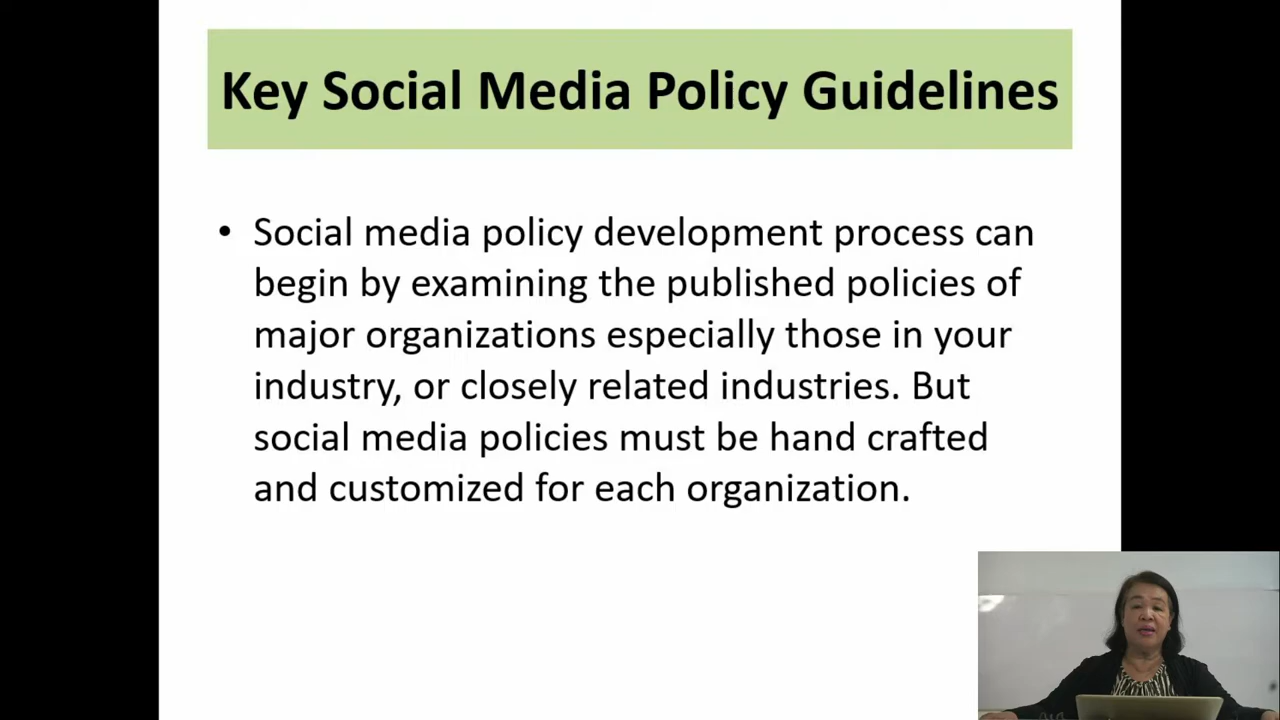 Key Social Media Policy Guidelines
• Social media policy development process can
begin by examining the published policies of
major organizations especially those in your
industry, or closely related industries. But
social media policies must be hand crafted
and customized for each organization.